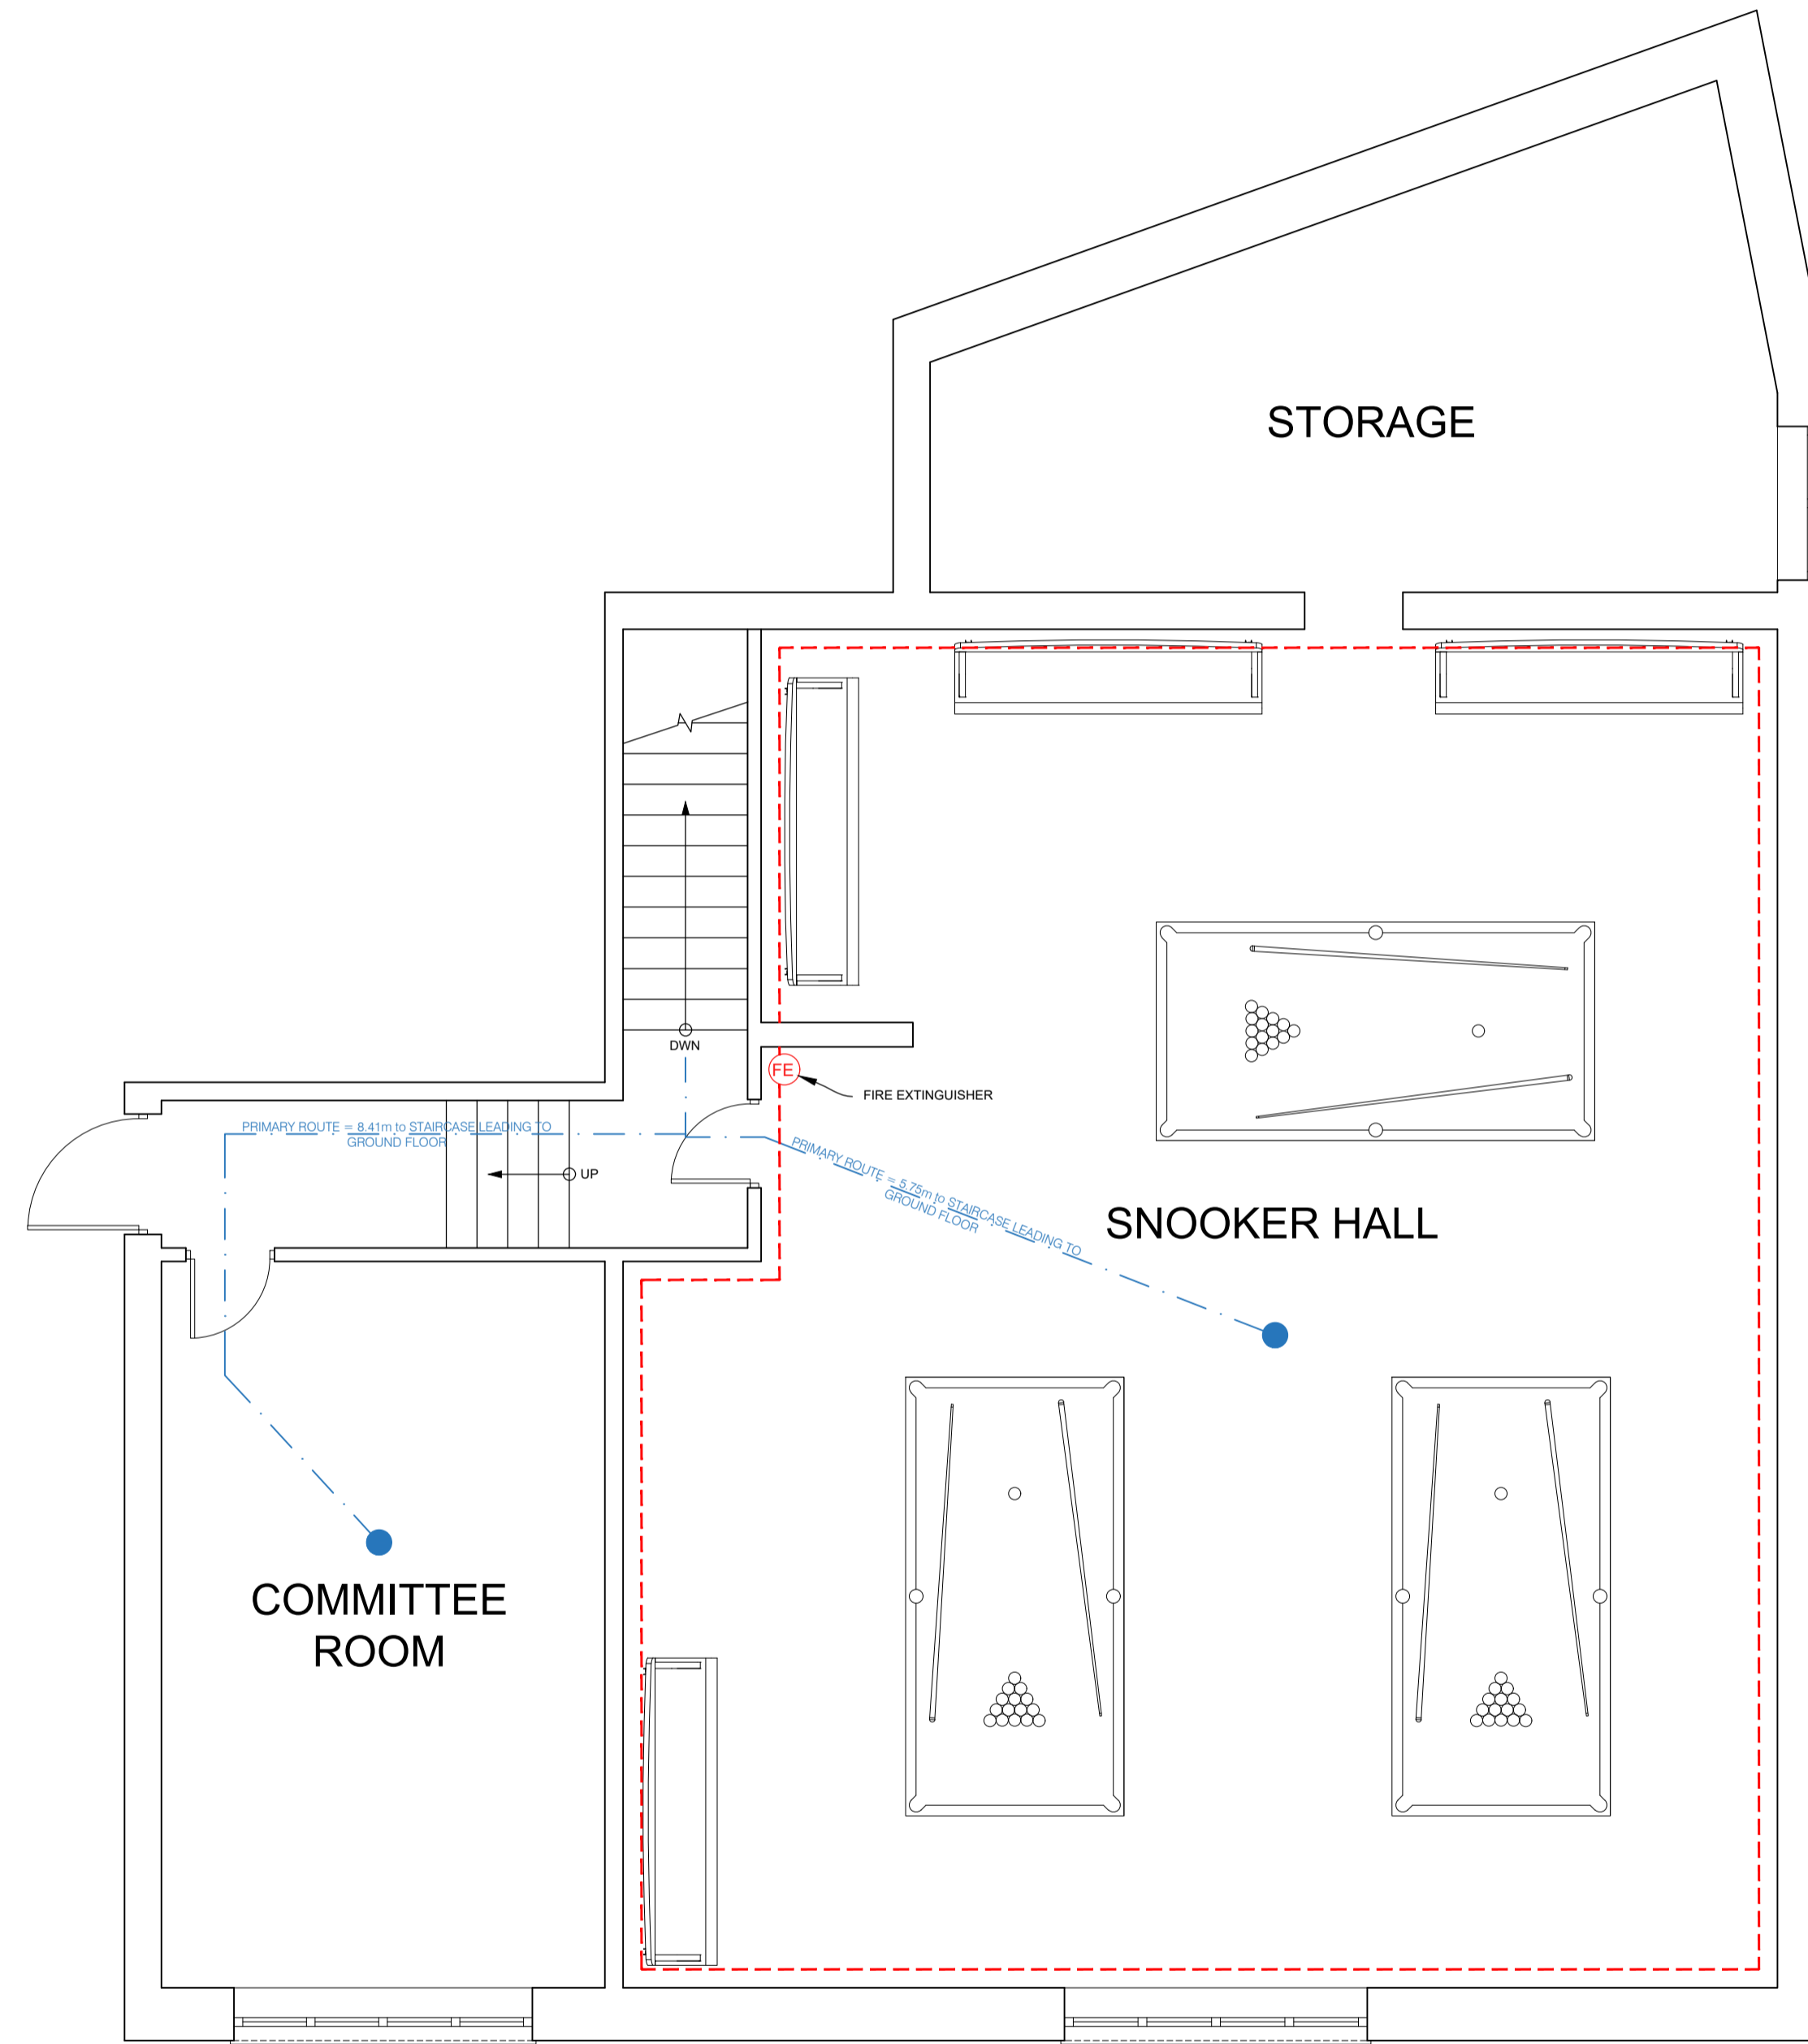 STORAGE
DWN
FE
FIRE EXTINGUISHER
PRIMARY ROUTE = 8.41m to STAIRCASE LEADING TO
GROUND FLOOR
UP
PRIMARY ROUTE = 5.75m to STAIRCASE LEADING TO
GROUND FLOOR
SNOOKER HALL
COMMITTEE
ROOM